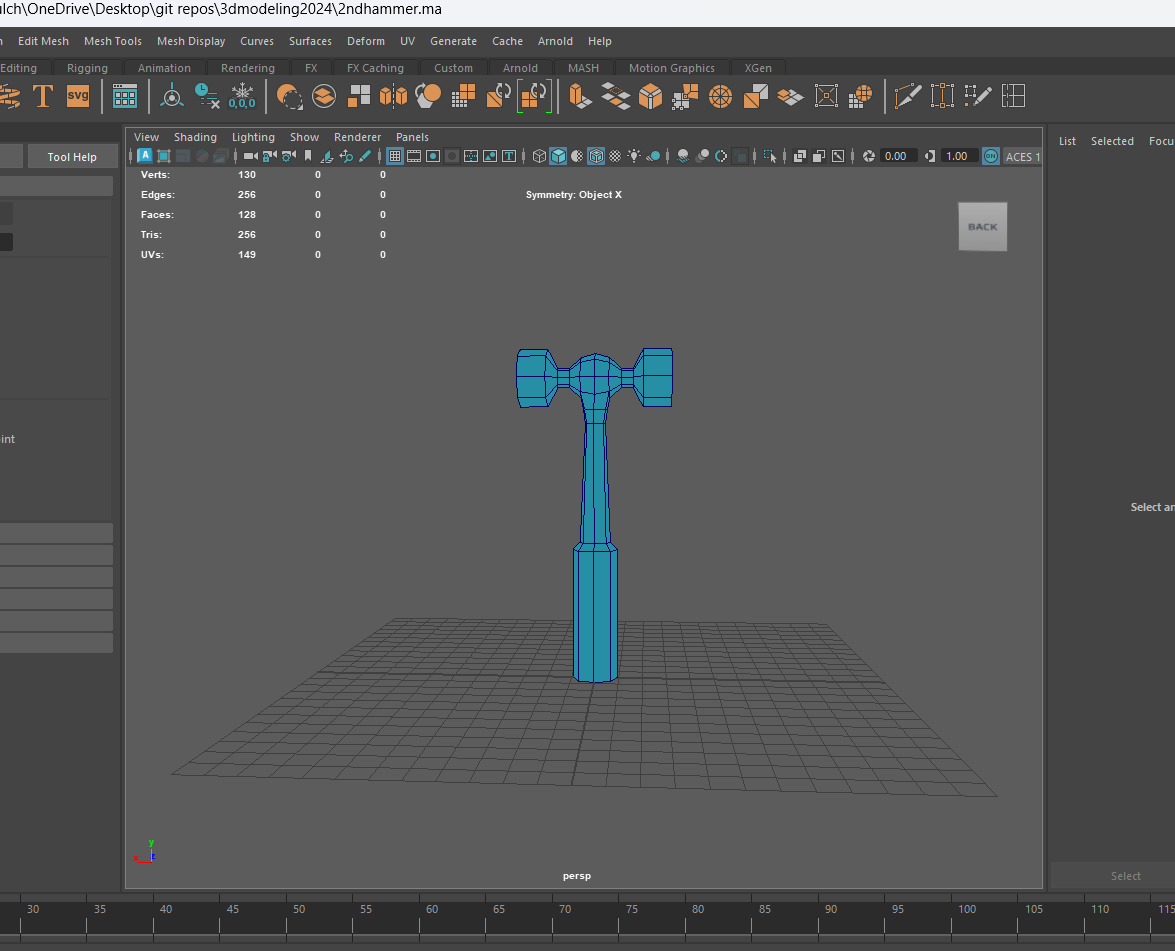 ulch\OneDrive\Desktop\git repos\3dmodeling2024\2ndhammer.ma
Edit Mesh Mesh Tools Mesh Display Curves Surfaces Deform UV Generate Cache Arnold Help
Editing Rigging Animation Rendering FX FX Caching Custom Arnold MASH Motion Graphics XGen
T svg 0,0,0
View Shading Lighting Show Renderer Panels
List Selected Focu
Tool Help
A T 0.00 1.00 ON ACES 1
Verts: 130 0 0
Edges: 256 0 0
Symmetry: Object X
Faces: 128 0 0
BACK
Tris: 256 0 0
UVs: 149 0 0
int
Select an
y
x z
persp
Select
30 35 40 45 50 55 60 65 70 75 80 85 90 95 100 105 110 115